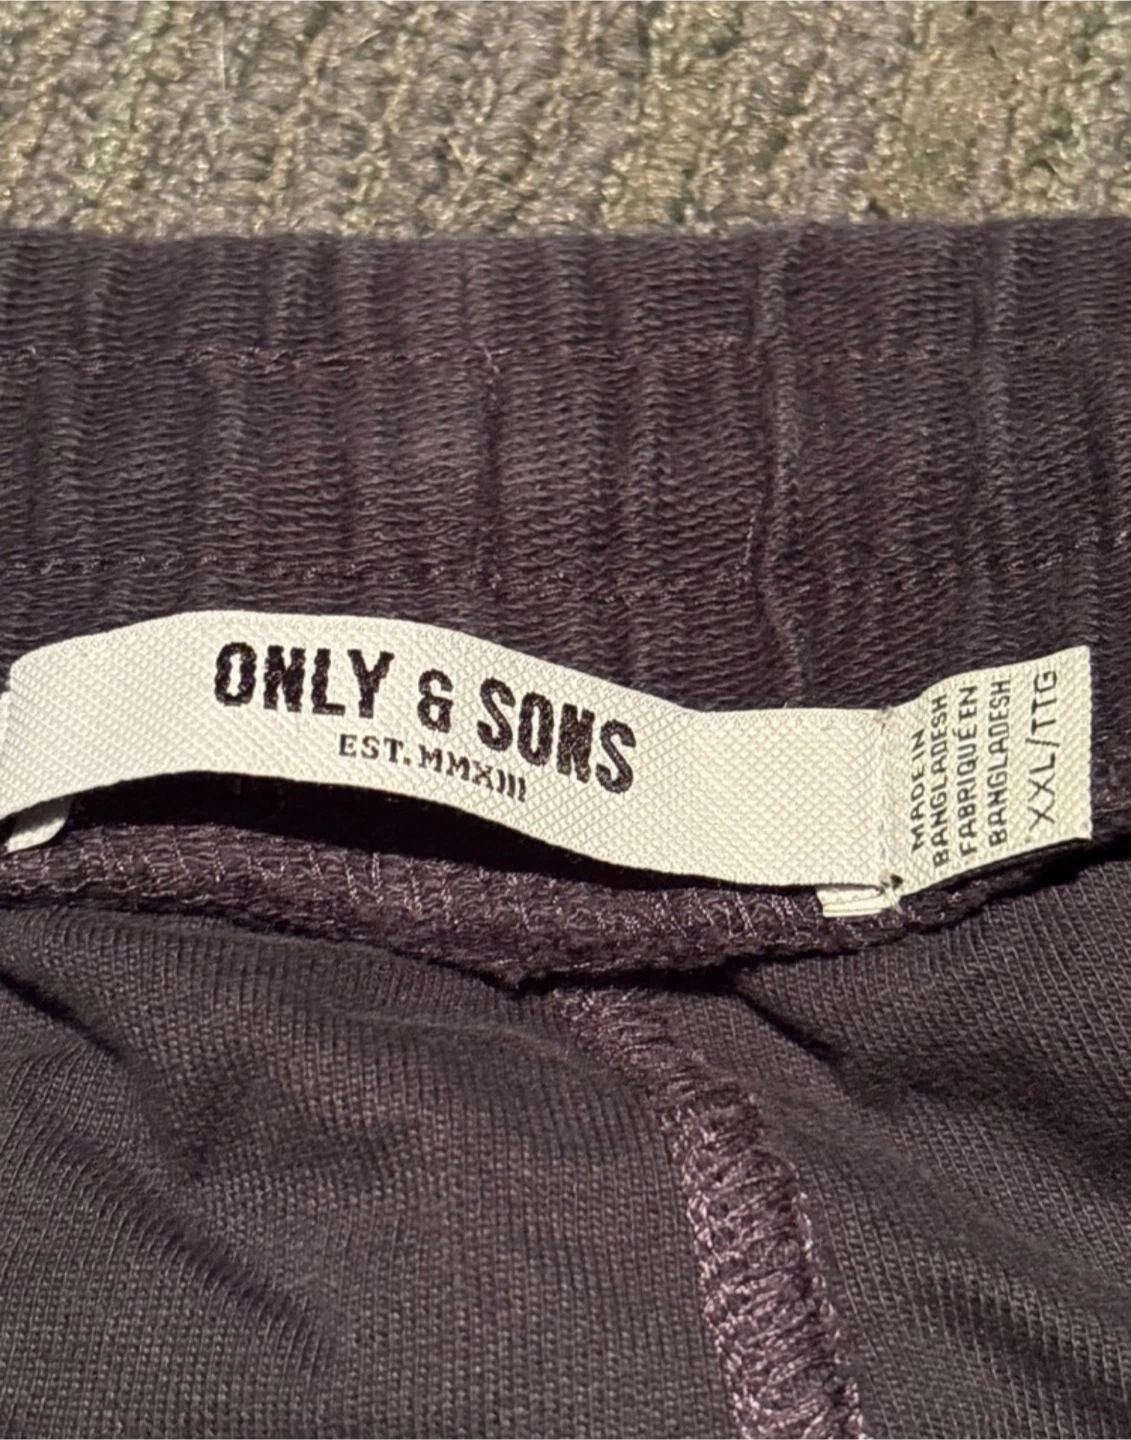 ONLY & SONS
EST. MMXIII
MADE IN
BANGLADESH
FABRIQUÉ EN
BANGLADESH
XXL/TTG